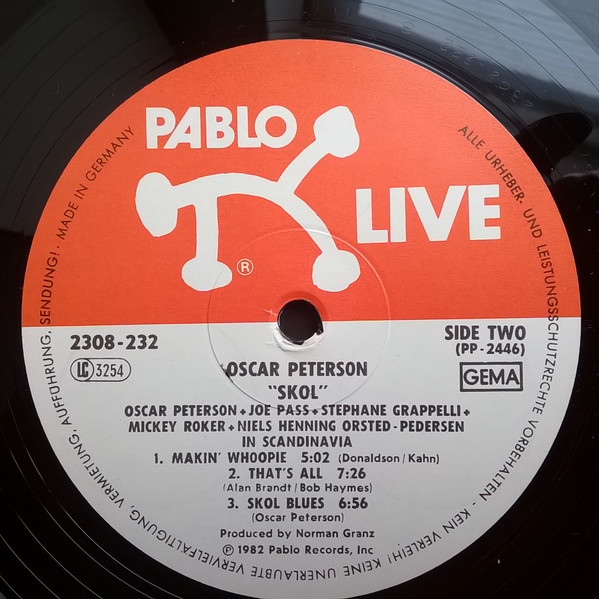 PABLO
LIVE
®
2308-232
LC 3254
SIDE TWO
(PP-2446)
GEMA
OSCAR PETERSON
"SKOL"
OSCAR PETERSON + JOE PASS + STEPHANE GRAPPELLI +
MICKEY ROKER + NIELS HENNING ORSTED-PEDERSEN
IN SCANDINAVIA
1. MAKIN' WHOOPIE 5:02 (Donaldson/Kahn)
2. THAT'S ALL 7:26
(Alan Brandt/Bob Haymes)
3. SKOL BLUES 6:56
(Oscar Peterson)
Produced by Norman Granz
℗ 1982 Pablo Records, Inc
ALLE URHEBER- UND LEISTUNGSSCHUTZRECHTE VORBEHALTEN - KEIN VERLEIH! KEINE UNERLAUBTE VERVIELFÄLTIGUNG, VERMIETUNG, AUFFÜHRUNG, SENDUNG! · MADE IN GERMANY